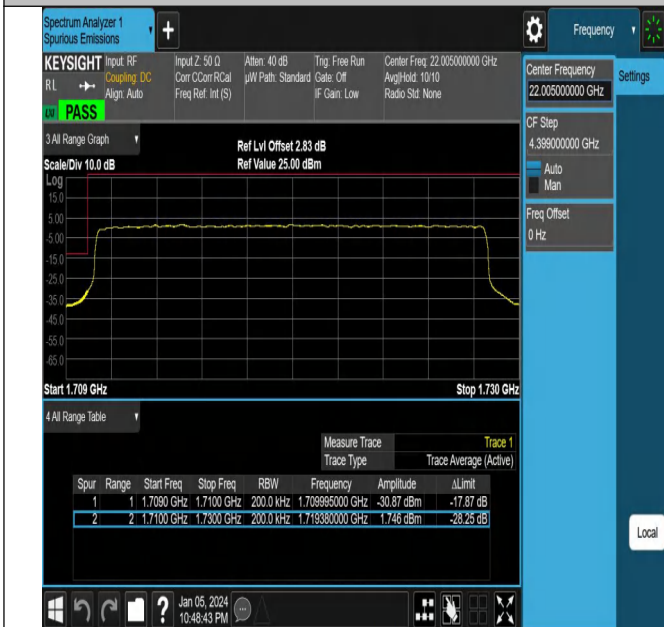 Spectrum Analyzer 1
Spurious Emissions
Frequency
KEYSIGHT
RL
Input: RF
Coupling: DC
Align: Auto
Input Z: 50 Ω
Corr CCorr RCal
Freq Ref: Int (S)
Atten: 40 dB
µW Path: Standard
Trig: Free Run
Gate: Off
IF Gain: Low
Center Freq: 22.005000000 GHz
Avg|Hold: 10/10
Radio Std: None
PASS
3 All Range Graph
Scale/Div 10.0 dB
Ref Lvl Offset 2.83 dB
Ref Value 25.00 dBm
Log
15.0
5.00
-5.00
-15.0
-25.0
-35.0
-45.0
-55.0
-65.0
Start 1.709 GHz
Stop 1.730 GHz
4 All Range Table
Measure Trace Trace 1
Trace Type Trace Average (Active)
Spur Range Start Freq Stop Freq RBW Frequency Amplitude ΔLimit
1 1 1.7090 GHz 1.7100 GHz 200.0 kHz 1.709995000 GHz -30.87 dBm -17.87 dB
2 2 1.7100 GHz 1.7300 GHz 200.0 kHz 1.719380000 GHz 1.746 dBm -28.25 dB
Center Frequency
22.005000000 GHz
Settings
CF Step
4.399000000 GHz
Auto
Man
Freq Offset
0 Hz
Local
Jan 05, 2024
10:48:43 PM